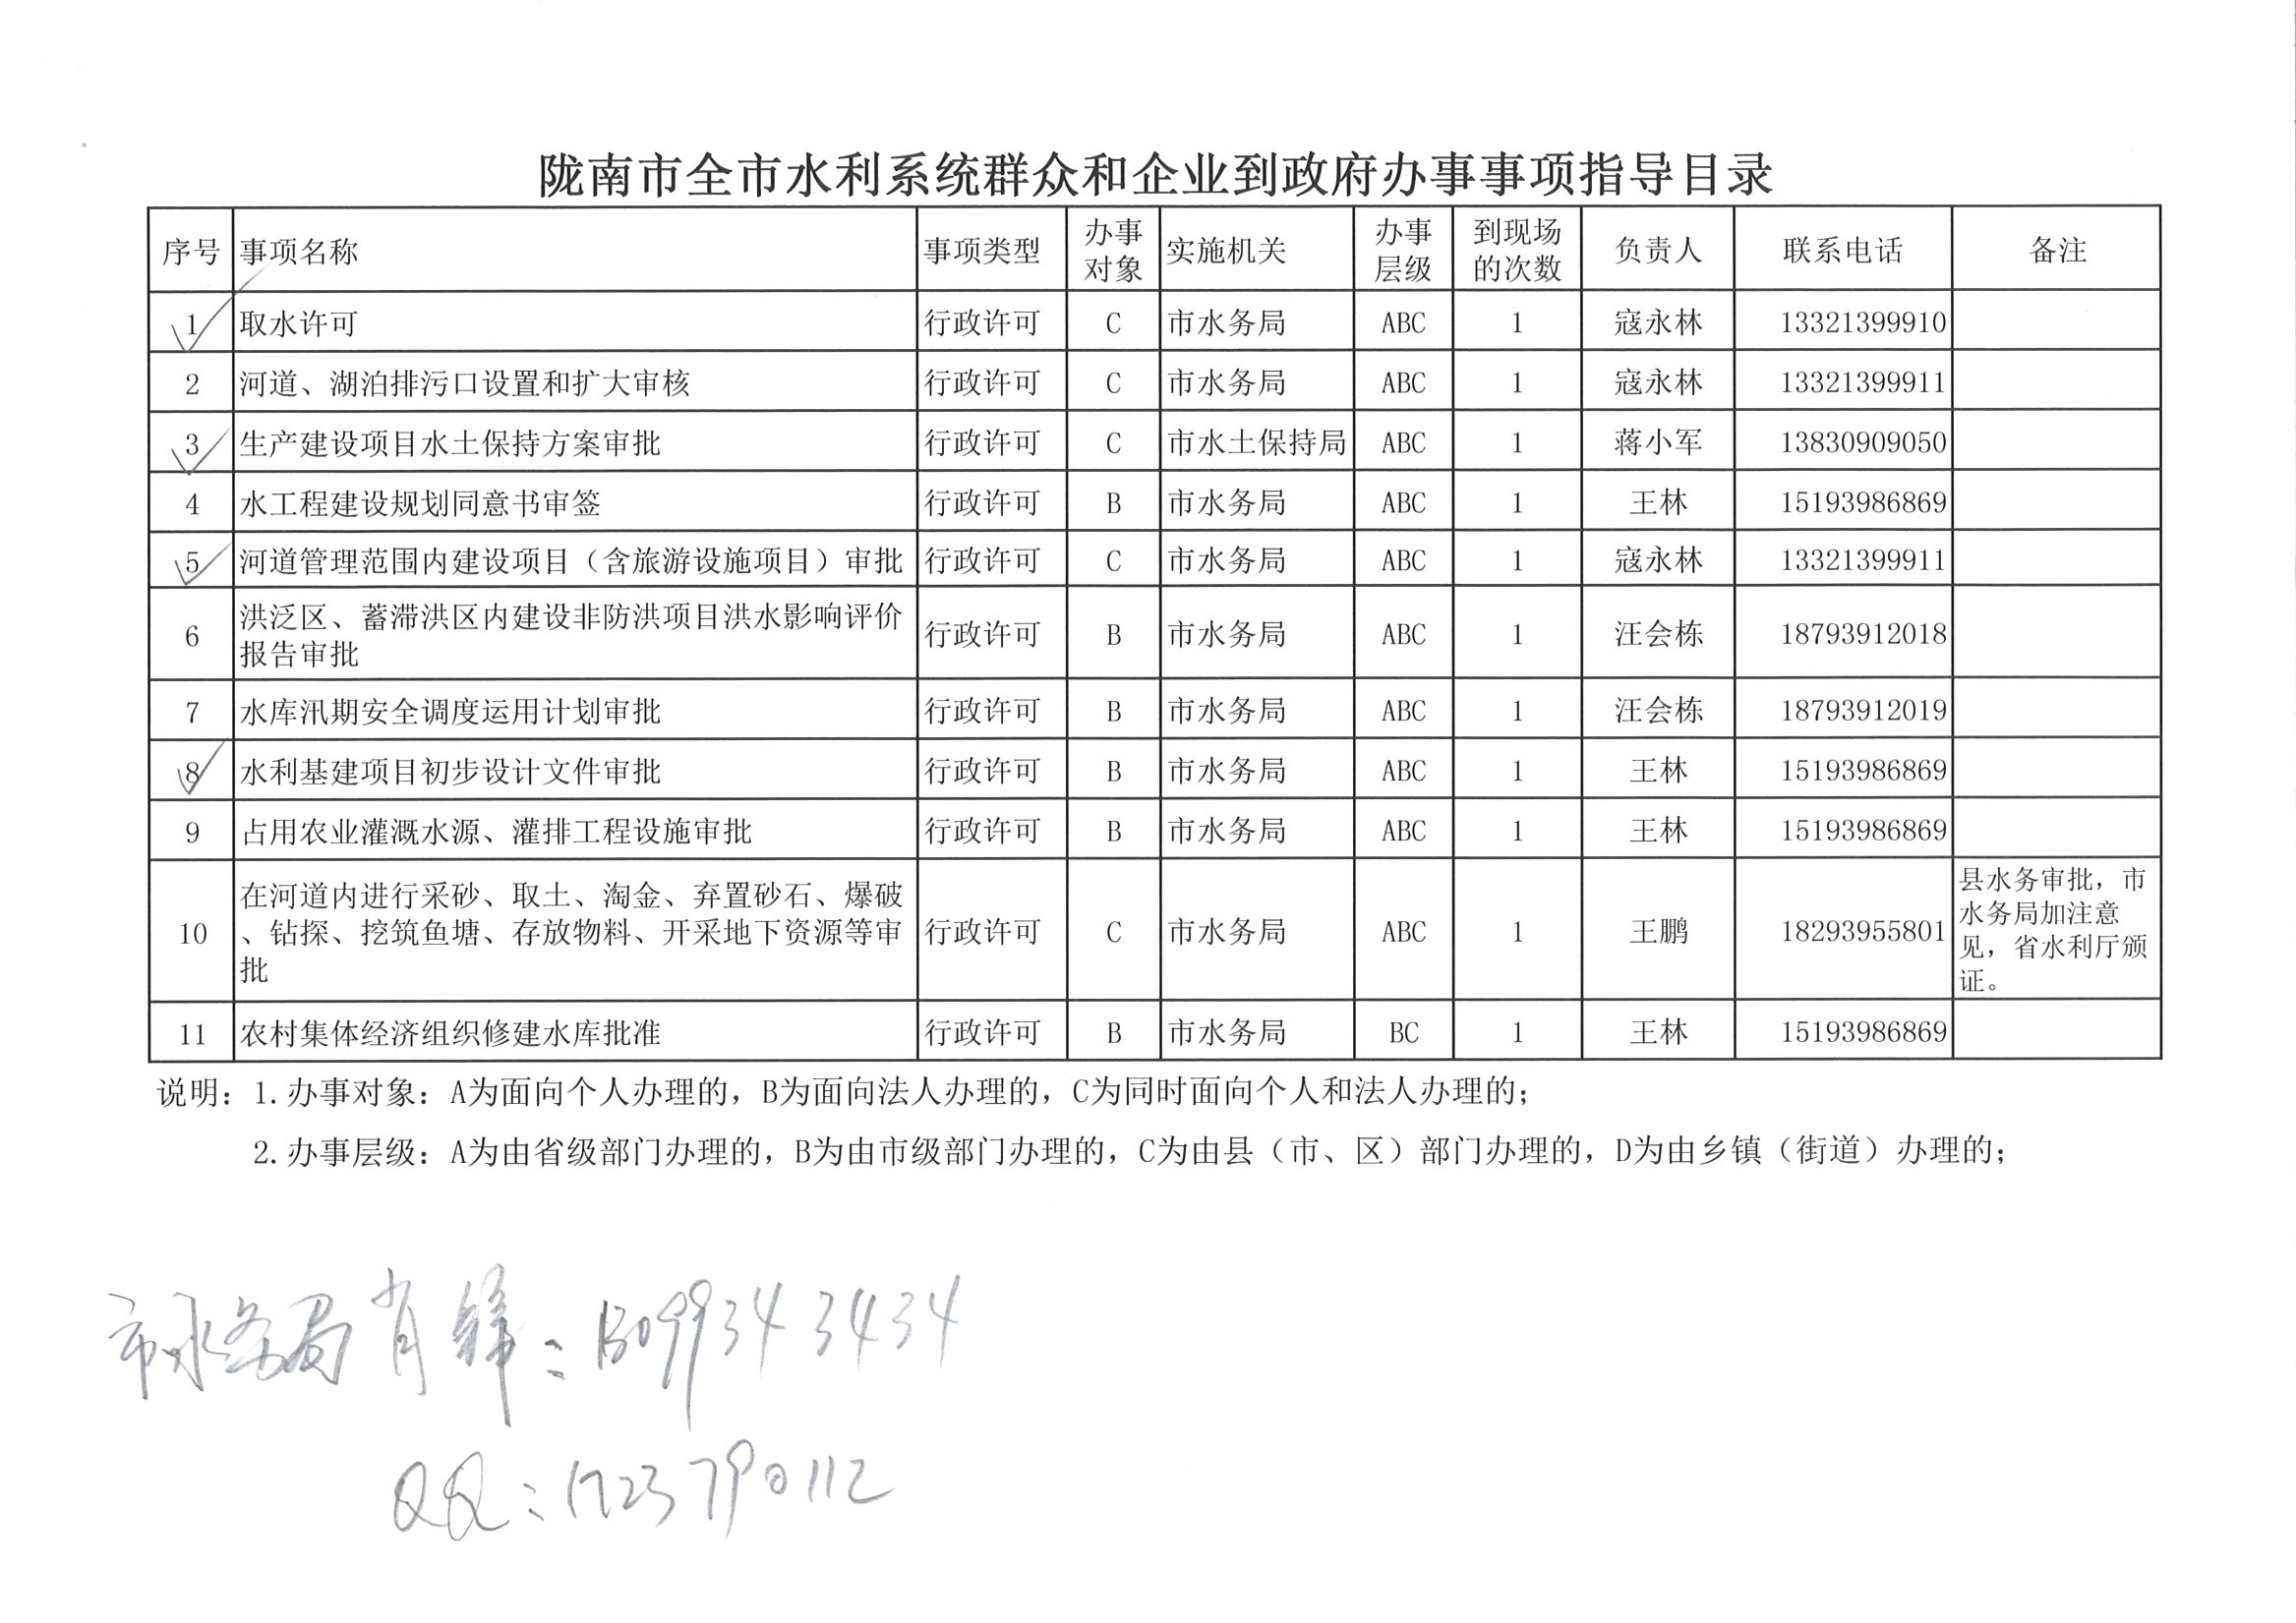 陇南市全市水利系统群众和企业到政府办事事项指导目录
序号 事项名称 事项类型 办事对象 实施机关 办事层级 到现场的次数 负责人 联系电话 备注
1 取水许可 行政许可 C 市水务局 ABC 1 寇永林 13321399910
2 河道、湖泊排污口设置和扩大审核 行政许可 C 市水务局 ABC 1 寇永林 13321399911
3 生产建设项目水土保持方案审批 行政许可 C 市水土保持局 ABC 1 蒋小军 13830909050
4 水工程建设规划同意书审签 行政许可 B 市水务局 ABC 1 王林 15193986869
5 河道管理范围内建设项目（含旅游设施项目）审批 行政许可 C 市水务局 ABC 1 寇永林 13321399911
6 洪泛区、蓄滞洪区内建设非防洪项目洪水影响评价
报告审批 行政许可 B 市水务局 ABC 1 汪会栋 18793912018
7 水库汛期安全调度运用计划审批 行政许可 B 市水务局 ABC 1 汪会栋 18793912019
8 水利基建项目初步设计文件审批 行政许可 B 市水务局 ABC 1 王林 15193986869
9 占用农业灌溉水源、灌排工程设施审批 行政许可 B 市水务局 ABC 1 王林 15193986869
10 在河道内进行采砂、取土、淘金、弃置砂石、爆破
、钻探、挖筑鱼塘、存放物料、开采地下资源等审
批 行政许可 C 市水务局 ABC 1 王鹏 18293955801 县水务审批，市
水务局加注意
见，省水利厅颁
证。
11 农村集体经济组织修建水库批准 行政许可 B 市水务局 BC 1 王林 15193986869
说明：1.办事对象：A为面向个人办理的，B为面向法人办理的，C为同时面向个人和法人办理的；
2.办事层级：A为由省级部门办理的，B为由市级部门办理的，C为由县（市、区）部门办理的，D为由乡镇（街道）办理的；
市水务局 肖锋：
QQ：1723790112